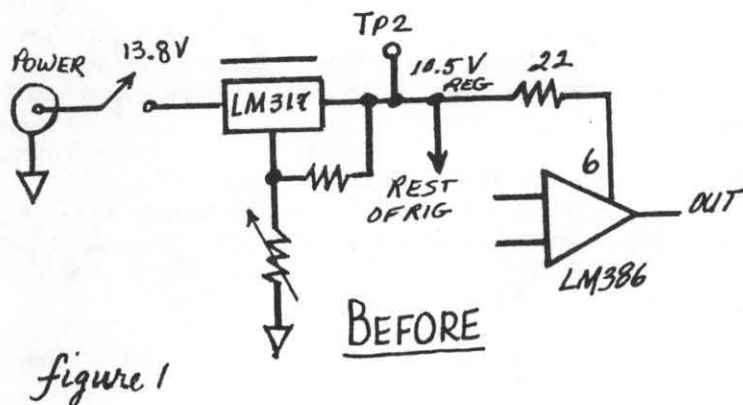 TP2
13.8V
POWER
10.5V
REG
22
LM317
6
REST
OF RIG
OUT
LM386
BEFORE
figure 1